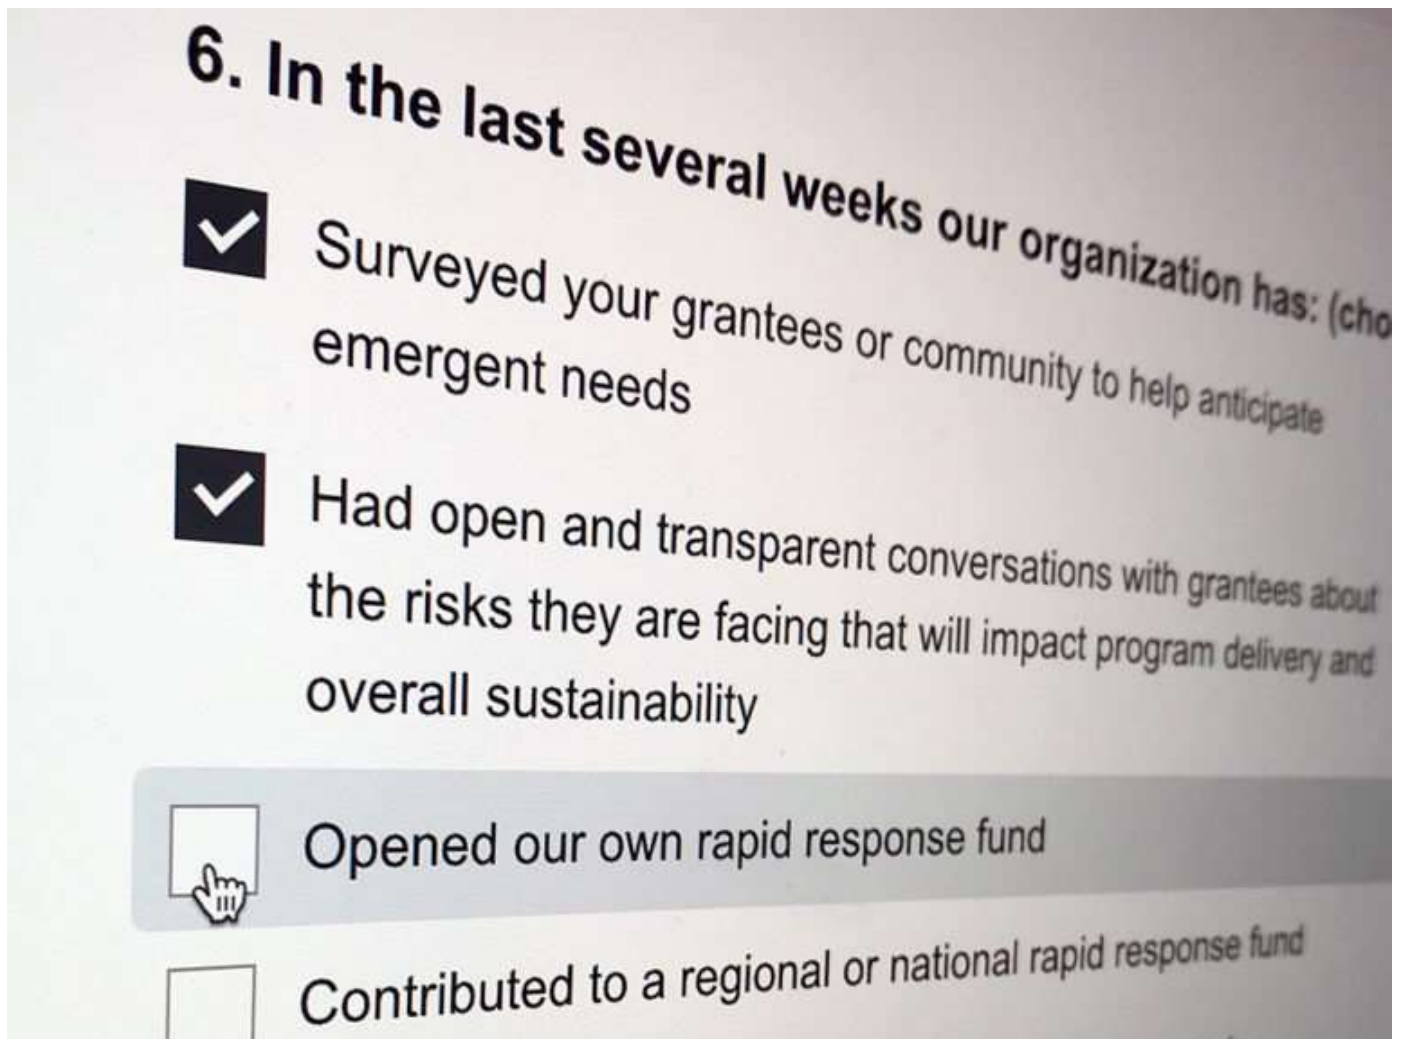 6. In the last several weeks our organization has: (cho
Surveyed your grantees or community to help anticipate
emergent needs
Had open and transparent conversations with grantees about
the risks they are facing that will impact program delivery and
overall sustainability
Opened our own rapid response fund
Contributed to a regional or national rapid response fund